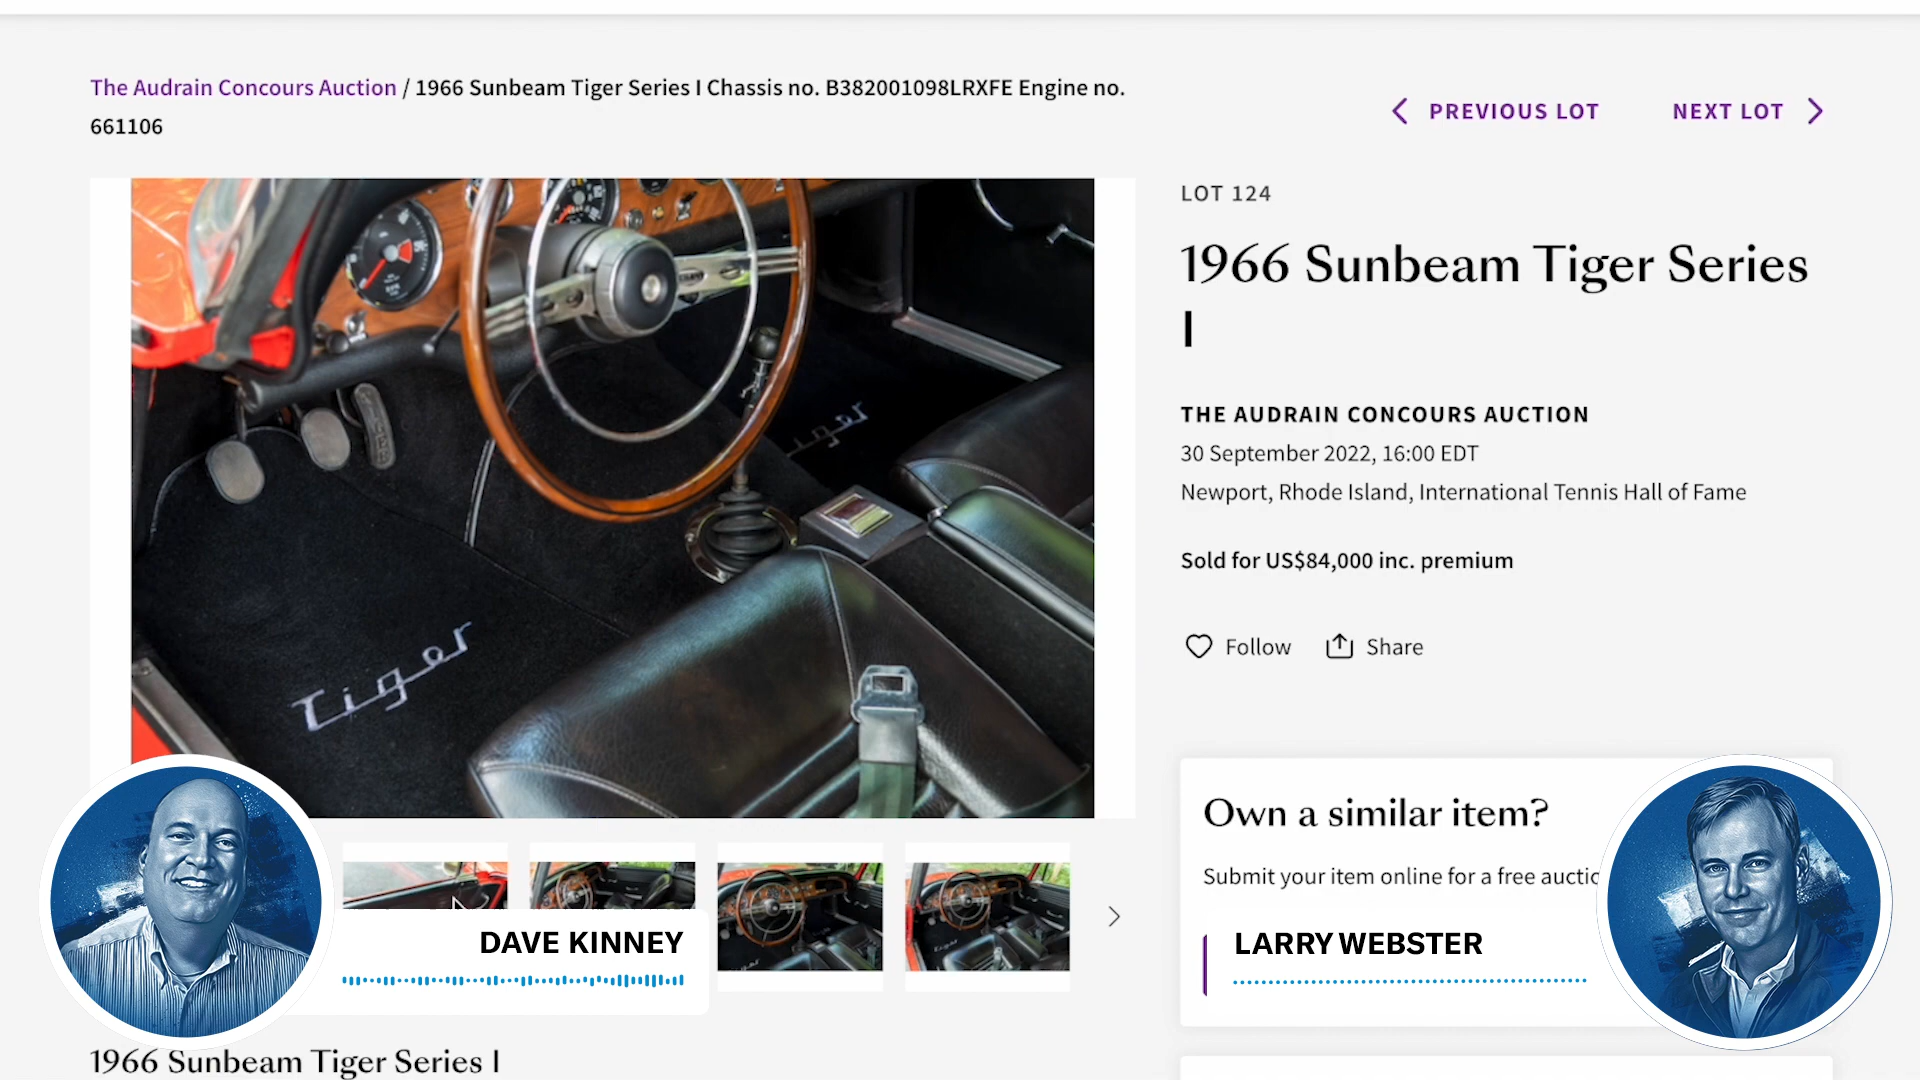 The Audrain Concours Auction / 1966 Sunbeam Tiger Series I Chassis no. B382001098LRXFE Engine no.
661106
PREVIOUS LOT
NEXT LOT
LOT 124
1966 Sunbeam Tiger Series
I
THE AUDRAIN CONCOURS AUCTION
30 September 2022, 16:00 EDT
Newport, Rhode Island, International Tennis Hall of Fame
Sold for US$84,000 inc. premium
Follow
Share
Tiger
Own a similar item?
Submit your item online for a free
DAVE KINNEY
LARRY WEBSTER
1966 Sunbeam Tiger Series I